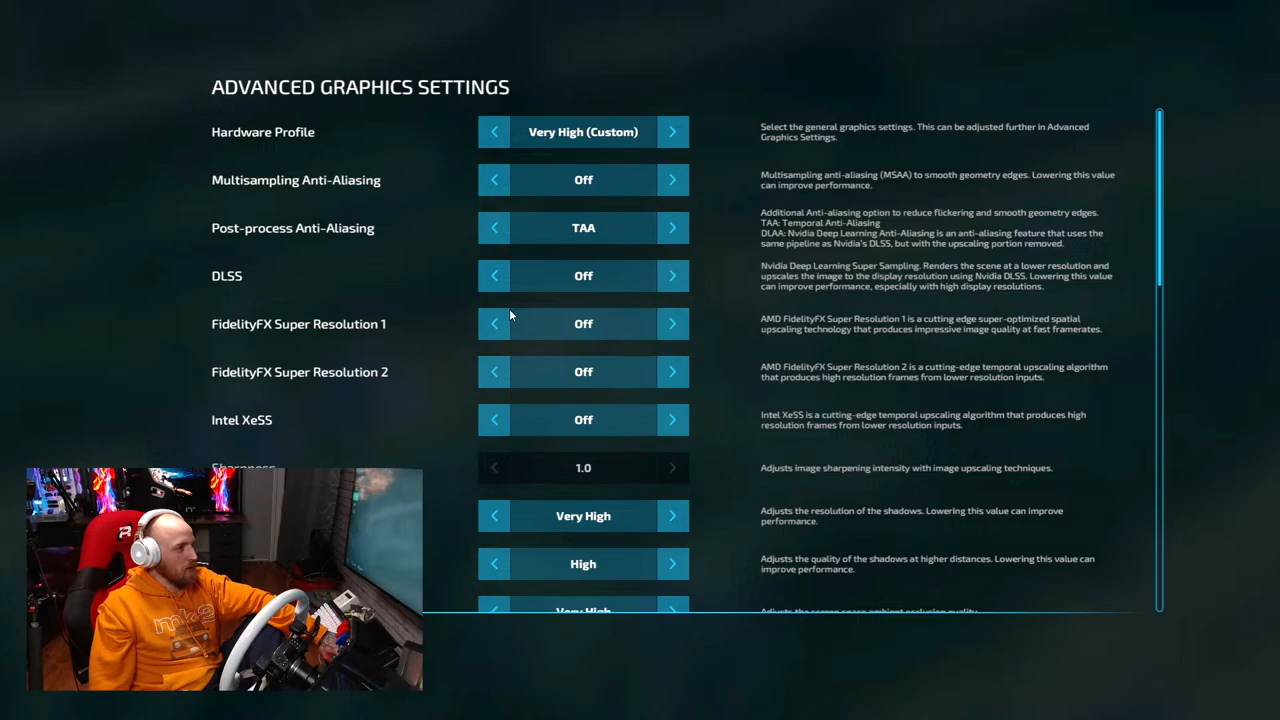 ADVANCED GRAPHICS SETTINGS
Hardware Profile
Very High (Custom)
Select the general graphics settings. This can be adjusted further in Advanced
Graphics Settings.
Multisampling Anti-Aliasing
Off
Multisampling anti-aliasing (MSAA) to smooth geometry edges. Lowering this value
can improve performance.
Post-process Anti-Aliasing
TAA
Additional Anti-aliasing option to reduce flickering and smooth geometry edges.
TAA: Temporal Anti-Aliasing
DLAA: Nvidia Deep Learning Anti-Aliasing is an anti-aliasing feature that uses the
same pipeline as Nvidia's DLSS, but with the upscaling portion removed.
DLSS
Off
Nvidia Deep Learning Super Sampling. Renders the scene at a lower resolution and
upscales the image to the display resolution using Nvidia DLSS. Lowering this value
can improve performance, especially with high display resolutions.
FidelityFX Super Resolution 1
Off
AMD FidelityFX Super Resolution 1 is a cutting edge super-optimized spatial
upscaling technology that produces impressive image quality at fast framerates.
FidelityFX Super Resolution 2
Off
AMD FidelityFX Super Resolution 2 is a cutting-edge temporal upscaling algorithm
that produces high resolution frames from lower resolution inputs.
Intel XeSS
Off
Intel XeSS is a cutting-edge temporal upscaling algorithm that produces high
resolution frames from lower resolution inputs.
Sharpness
1.0
Adjusts image sharpening intensity with image upscaling techniques.
Very High
Adjusts the resolution of the shadows. Lowering this value can improve
performance.
High
Adjusts the quality of the shadows at higher distances. Lowering this value can
improve performance.
Very High
Adjusts the screen space ambient occlusion quality.
mk2